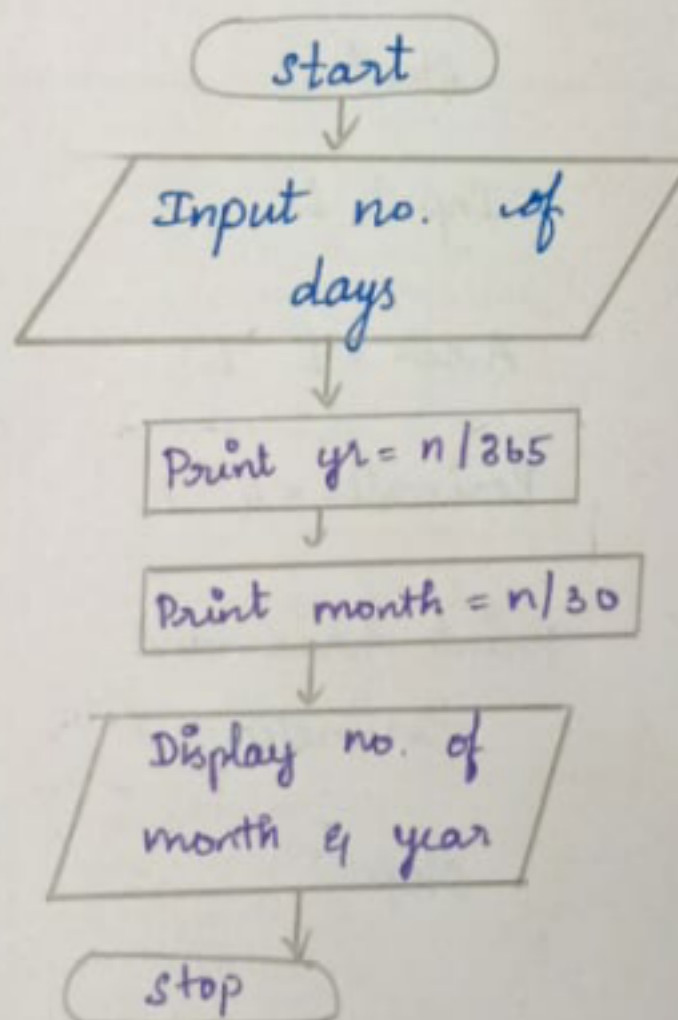 start
Input no. of
days
Print yr = n/365
Print month = n/30
Display no. of
month & year
stop